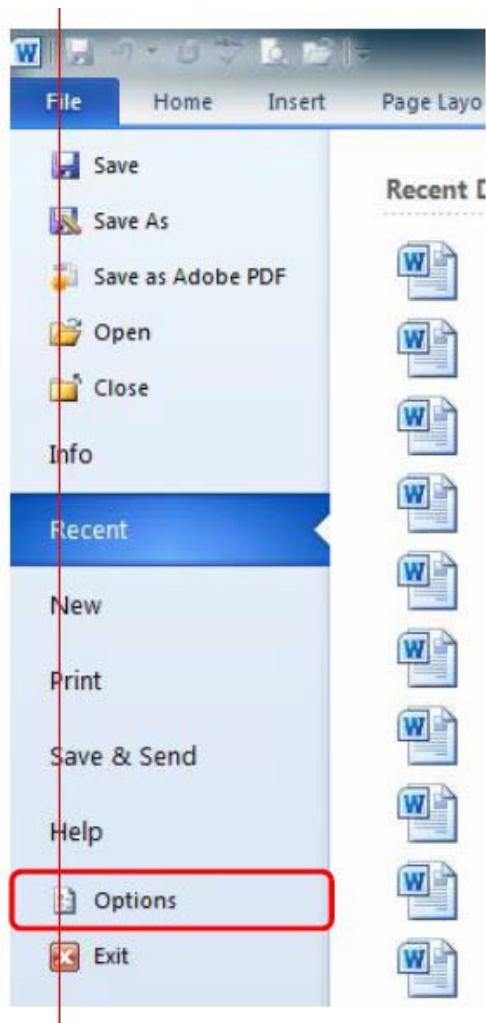 File Home Insert Page Layo
Save
Recent D
Save As
Save as Adobe PDF
Open
Close
Info
Recent
New
Print
Save & Send
Help
Options
Exit